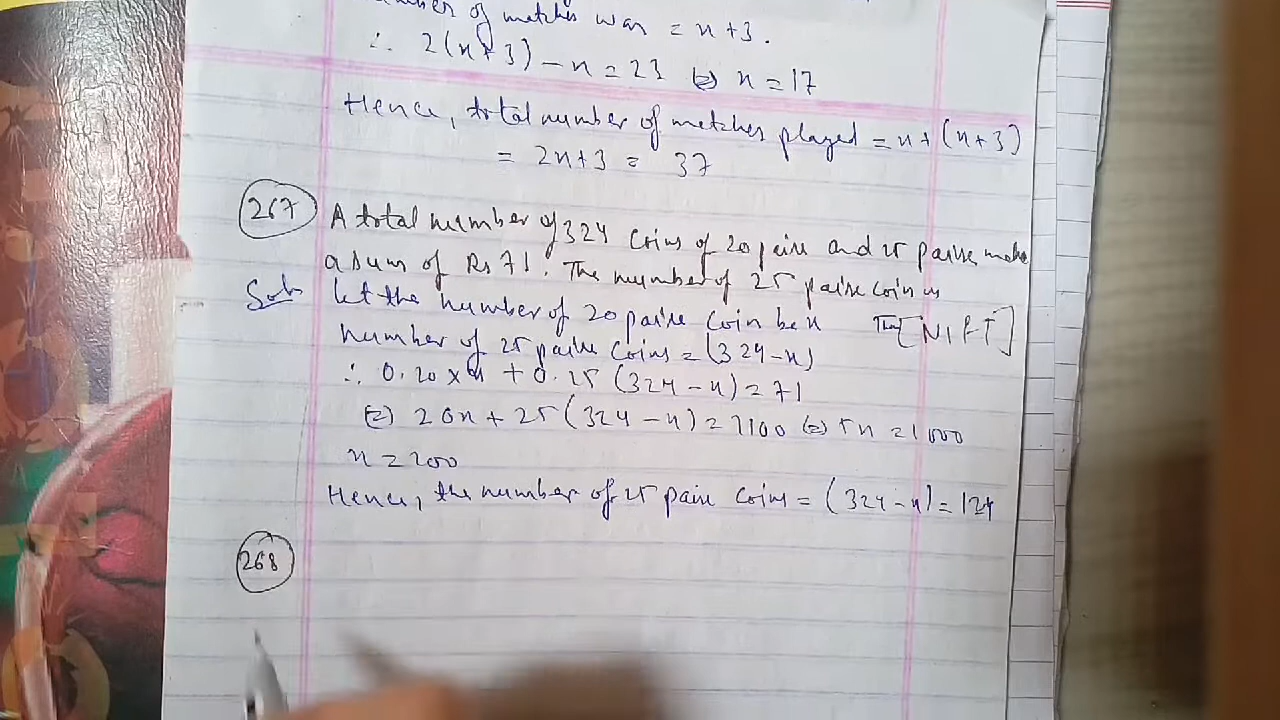 number of matches won = x + 3.
∴ 2(x+3) – x = 23 ⇔ x = 17
Hence, total number of matches played = x + (x+3)
= 2x+3 = 37
267 A total number of 324 coins of 20 paise and 25 paise make
a sum of Rs 71. The number of 25 paise coin is
[NIFT]
Sol. let the number of 20 paise coin be x
Number of 25 paise coins = (324-x)
∴ 0.20 × x + 0.25 (324-x) = 71
⇔ 20x + 25(324-x) = 7100 ⇔ 5x = 1000
x = 200
Hence, the number of 25 paise coins = (324-x) = 124
268